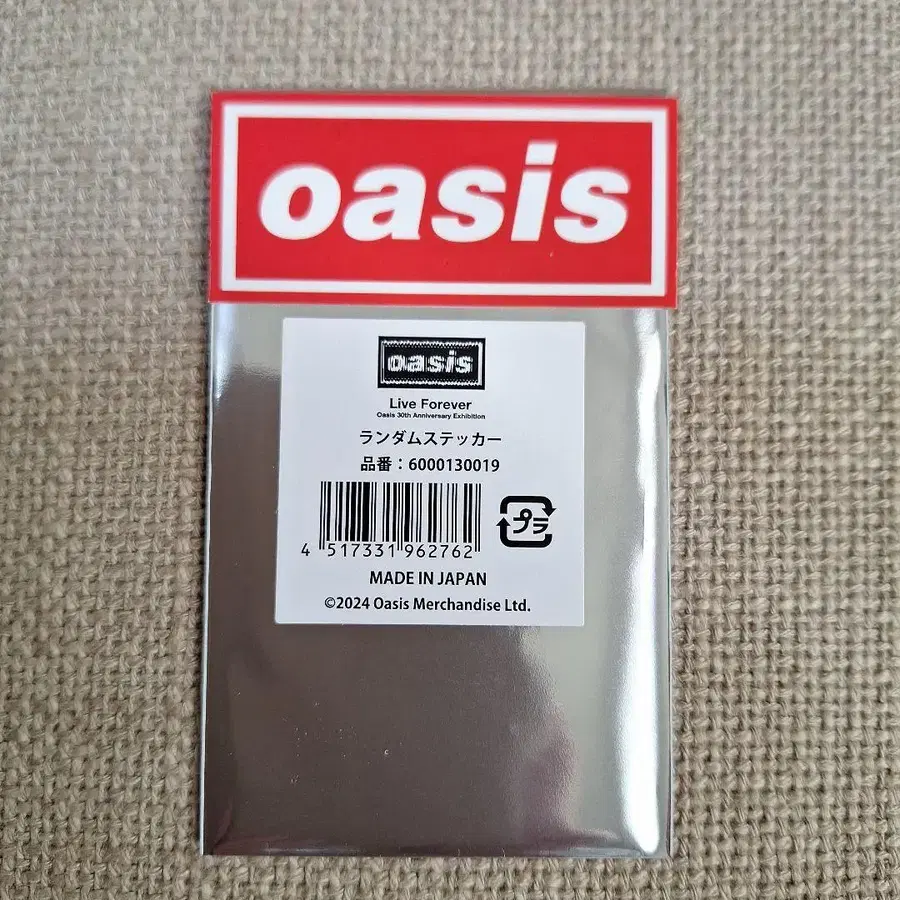 oasis
oasis
Live Forever
Oasis 30th Anniversary Exhibition
ランダムステッカー
品番：6000130019
プラ
4 517331 962762
MADE IN JAPAN
©2024 Oasis Merchandise Ltd.